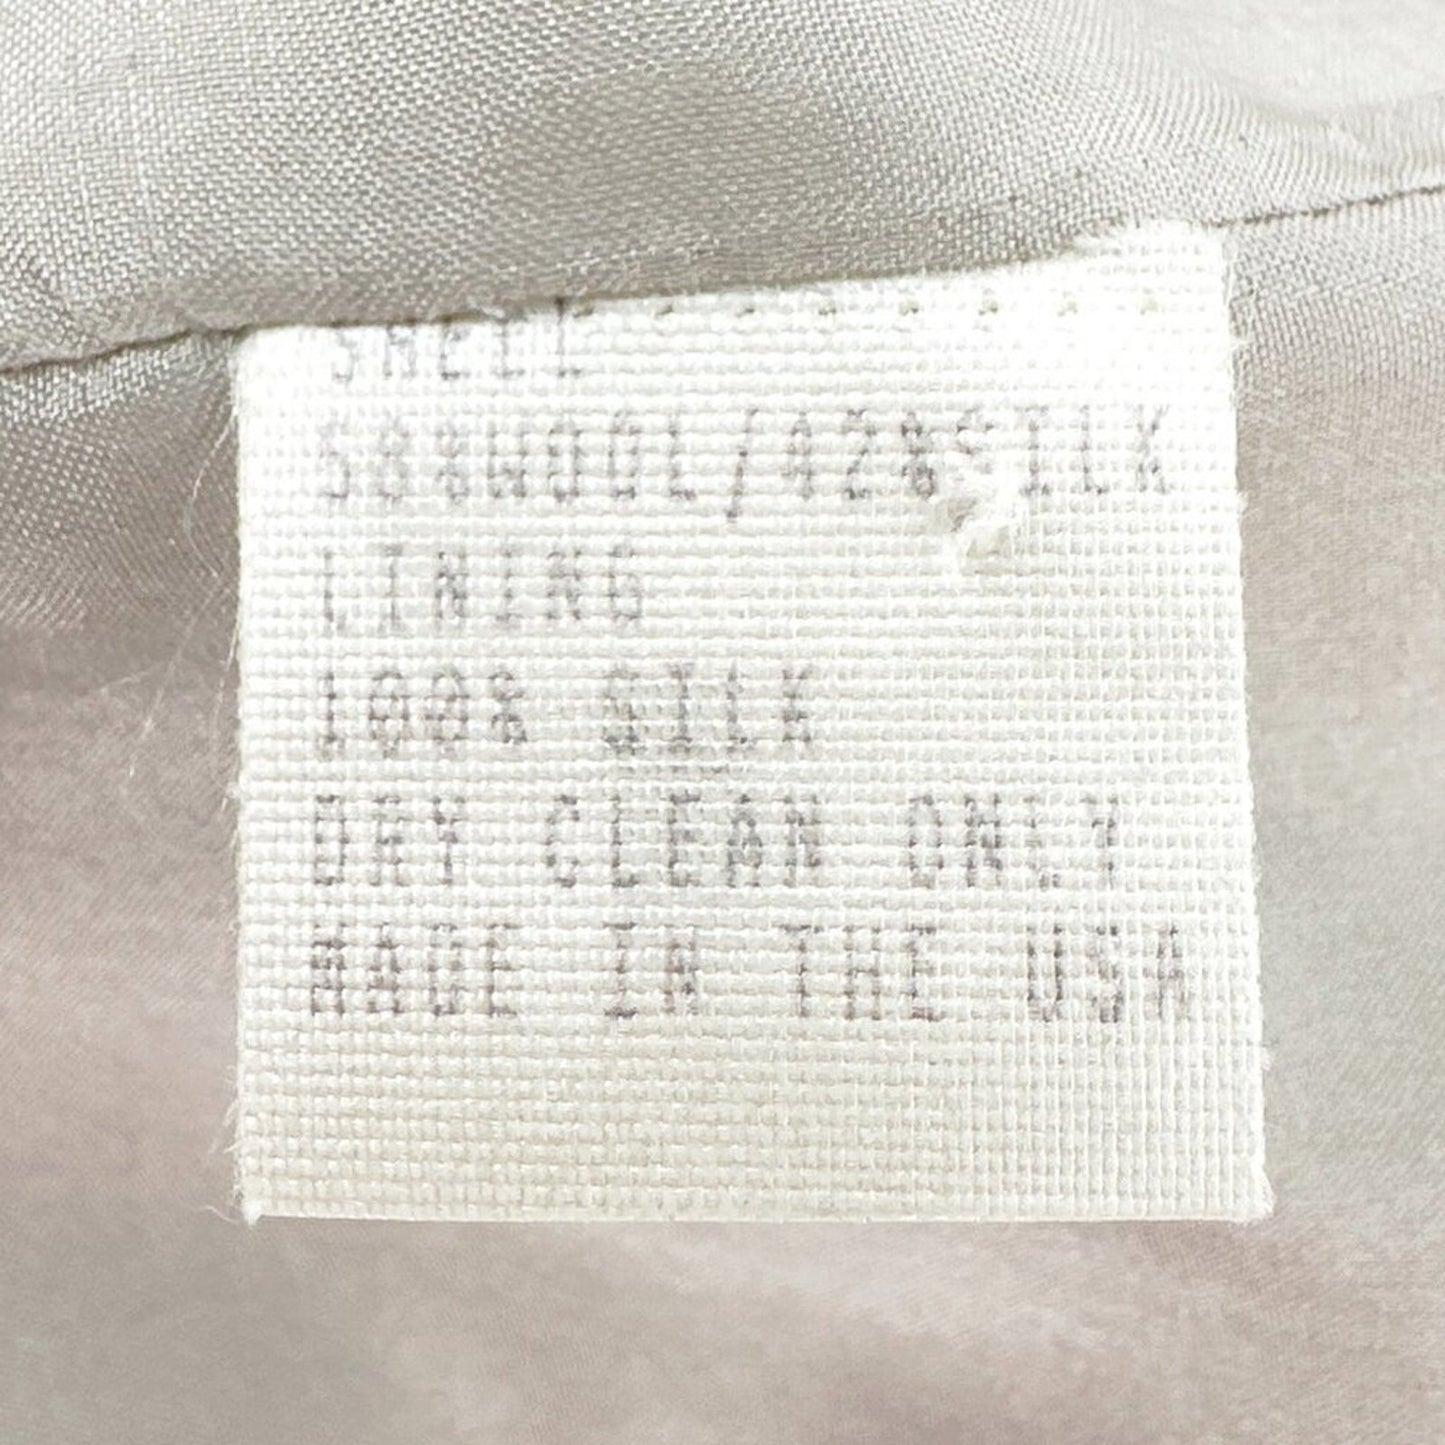 SHELL
58%WOOL/42%SILK
LINING
100% SILK
DRY CLEAN ONLY
MADE IN THE USA